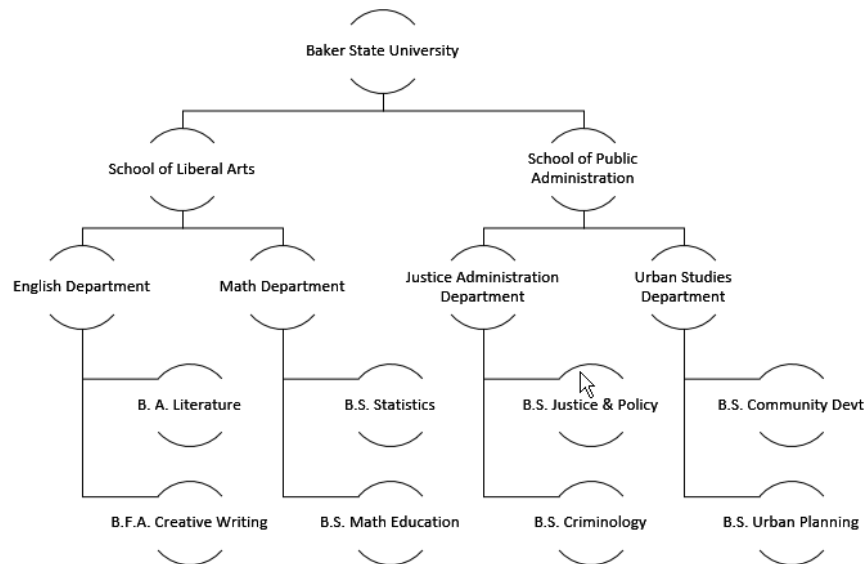 Baker State University
School of Liberal Arts
School of Public
Administration
English Department
Math Department
Justice Administration
Department
Urban Studies
Department
B. A. Literature
B.S. Statistics
B.S. Justice & Policy
B.S. Community Devt
B.F.A. Creative Writing
B.S. Math Education
B.S. Criminology
B.S. Urban Planning